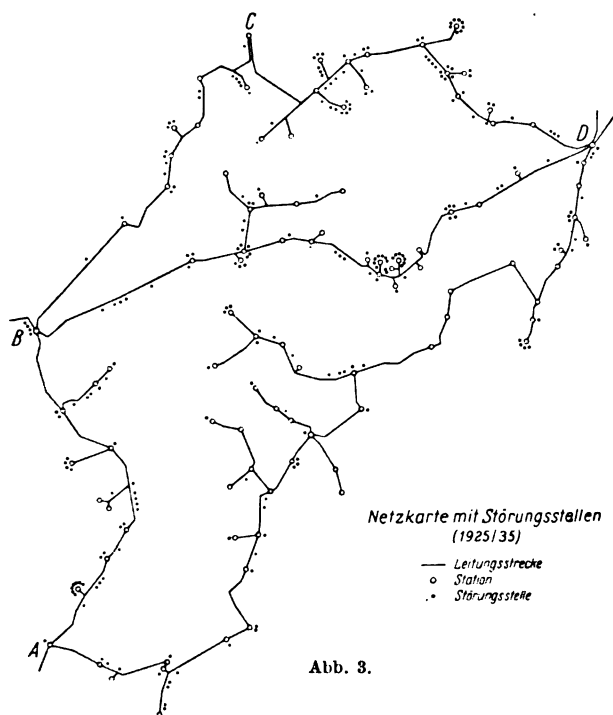 C
D
B
Netzkarte mit Störungsstellen
(1925/35)
Leitungsstrecke
Station
Störungsstelle
A
Abb. 3.